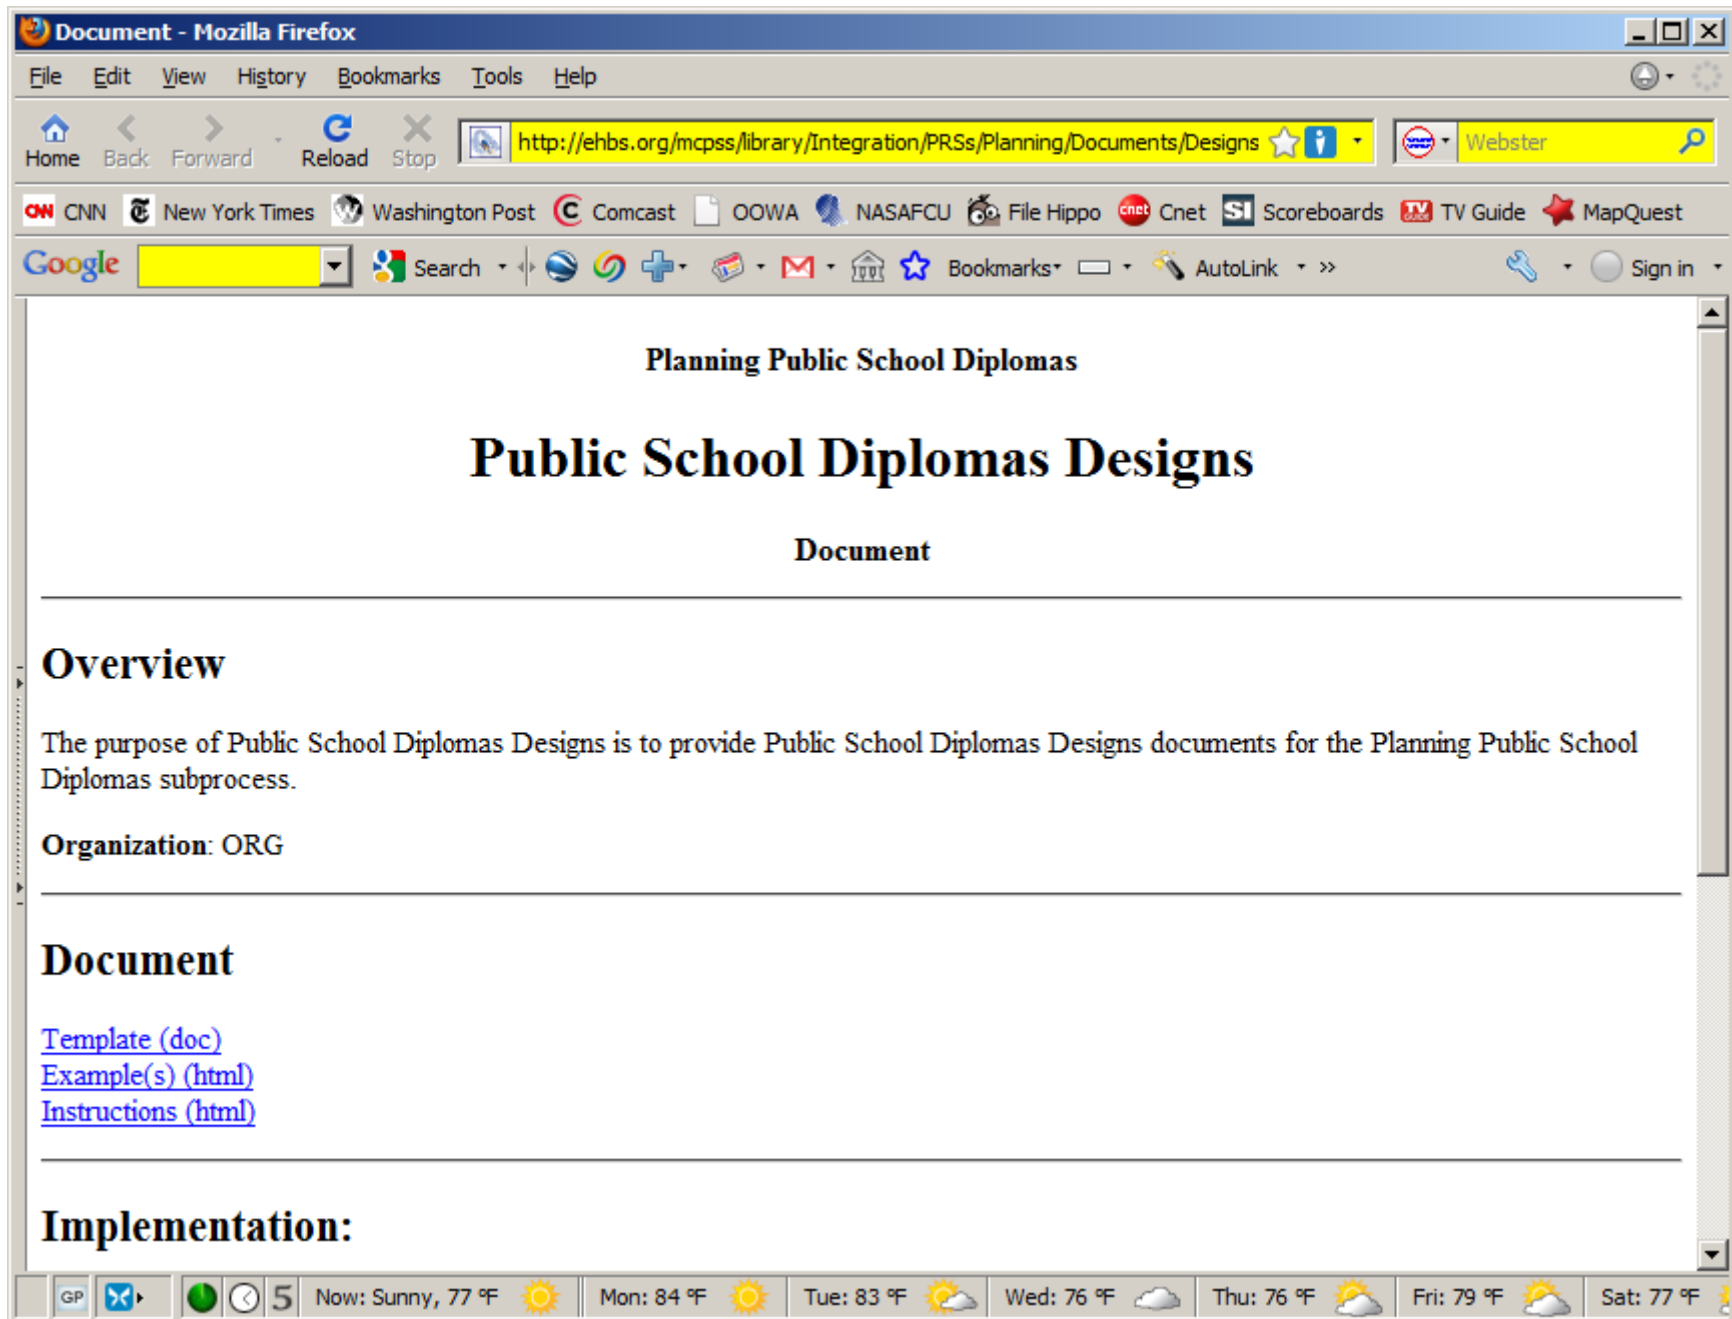 Document - Mozilla Firefox
File Edit View History Bookmarks Tools Help
Home Back Forward Reload Stop http://ehbs.org/mcpss/library/Integration/PRSs/Planning/Documents/Designs Webster
CNN CNN New York Times Washington Post Comcast OOWA NASAFCU File Hippo cnet Cnet SI Scoreboards TV GUIDE TV Guide MapQuest
Google Search Bookmarks AutoLink » Sign in
Planning Public School Diplomas
Public School Diplomas Designs
Document
Overview
The purpose of Public School Diplomas Designs is to provide Public School Diplomas Designs documents for the Planning Public School
Diplomas subprocess.
Organization: ORG
Document
Template (doc)
Example(s) (html)
Instructions (html)
Implementation:
GP 5 Now: Sunny, 77 °F Mon: 84 °F Tue: 83 °F Wed: 76 °F Thu: 76 °F Fri: 79 °F Sat: 77 °F